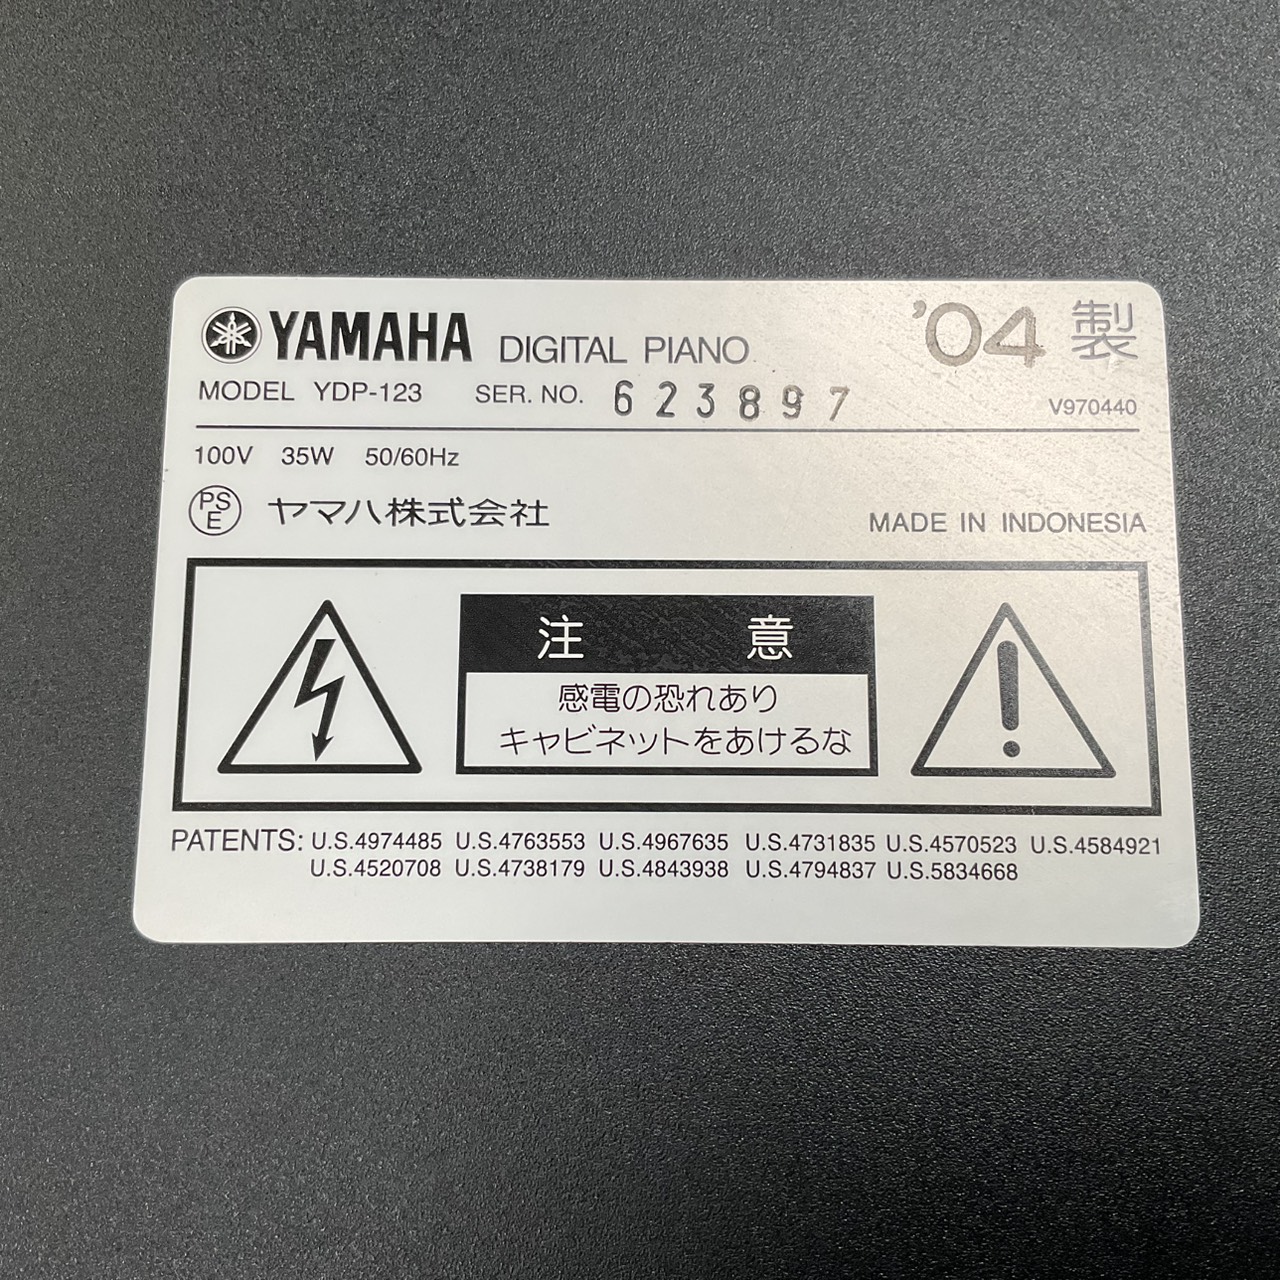 YAMAHA DIGITAL PIANO '04 製
MODEL YDP-123 SER. NO. 623897 V970440
100V 35W 50/60Hz
PSE ヤマハ株式会社 MADE IN INDONESIA
注意
感電の恐れあり
キャビネットをあけるな
PATENTS: U.S.4974485 U.S.4763553 U.S.4967635 U.S.4731835 U.S.4570523 U.S.4584921
U.S.4520708 U.S.4738179 U.S.4843938 U.S.4794837 U.S.5834668